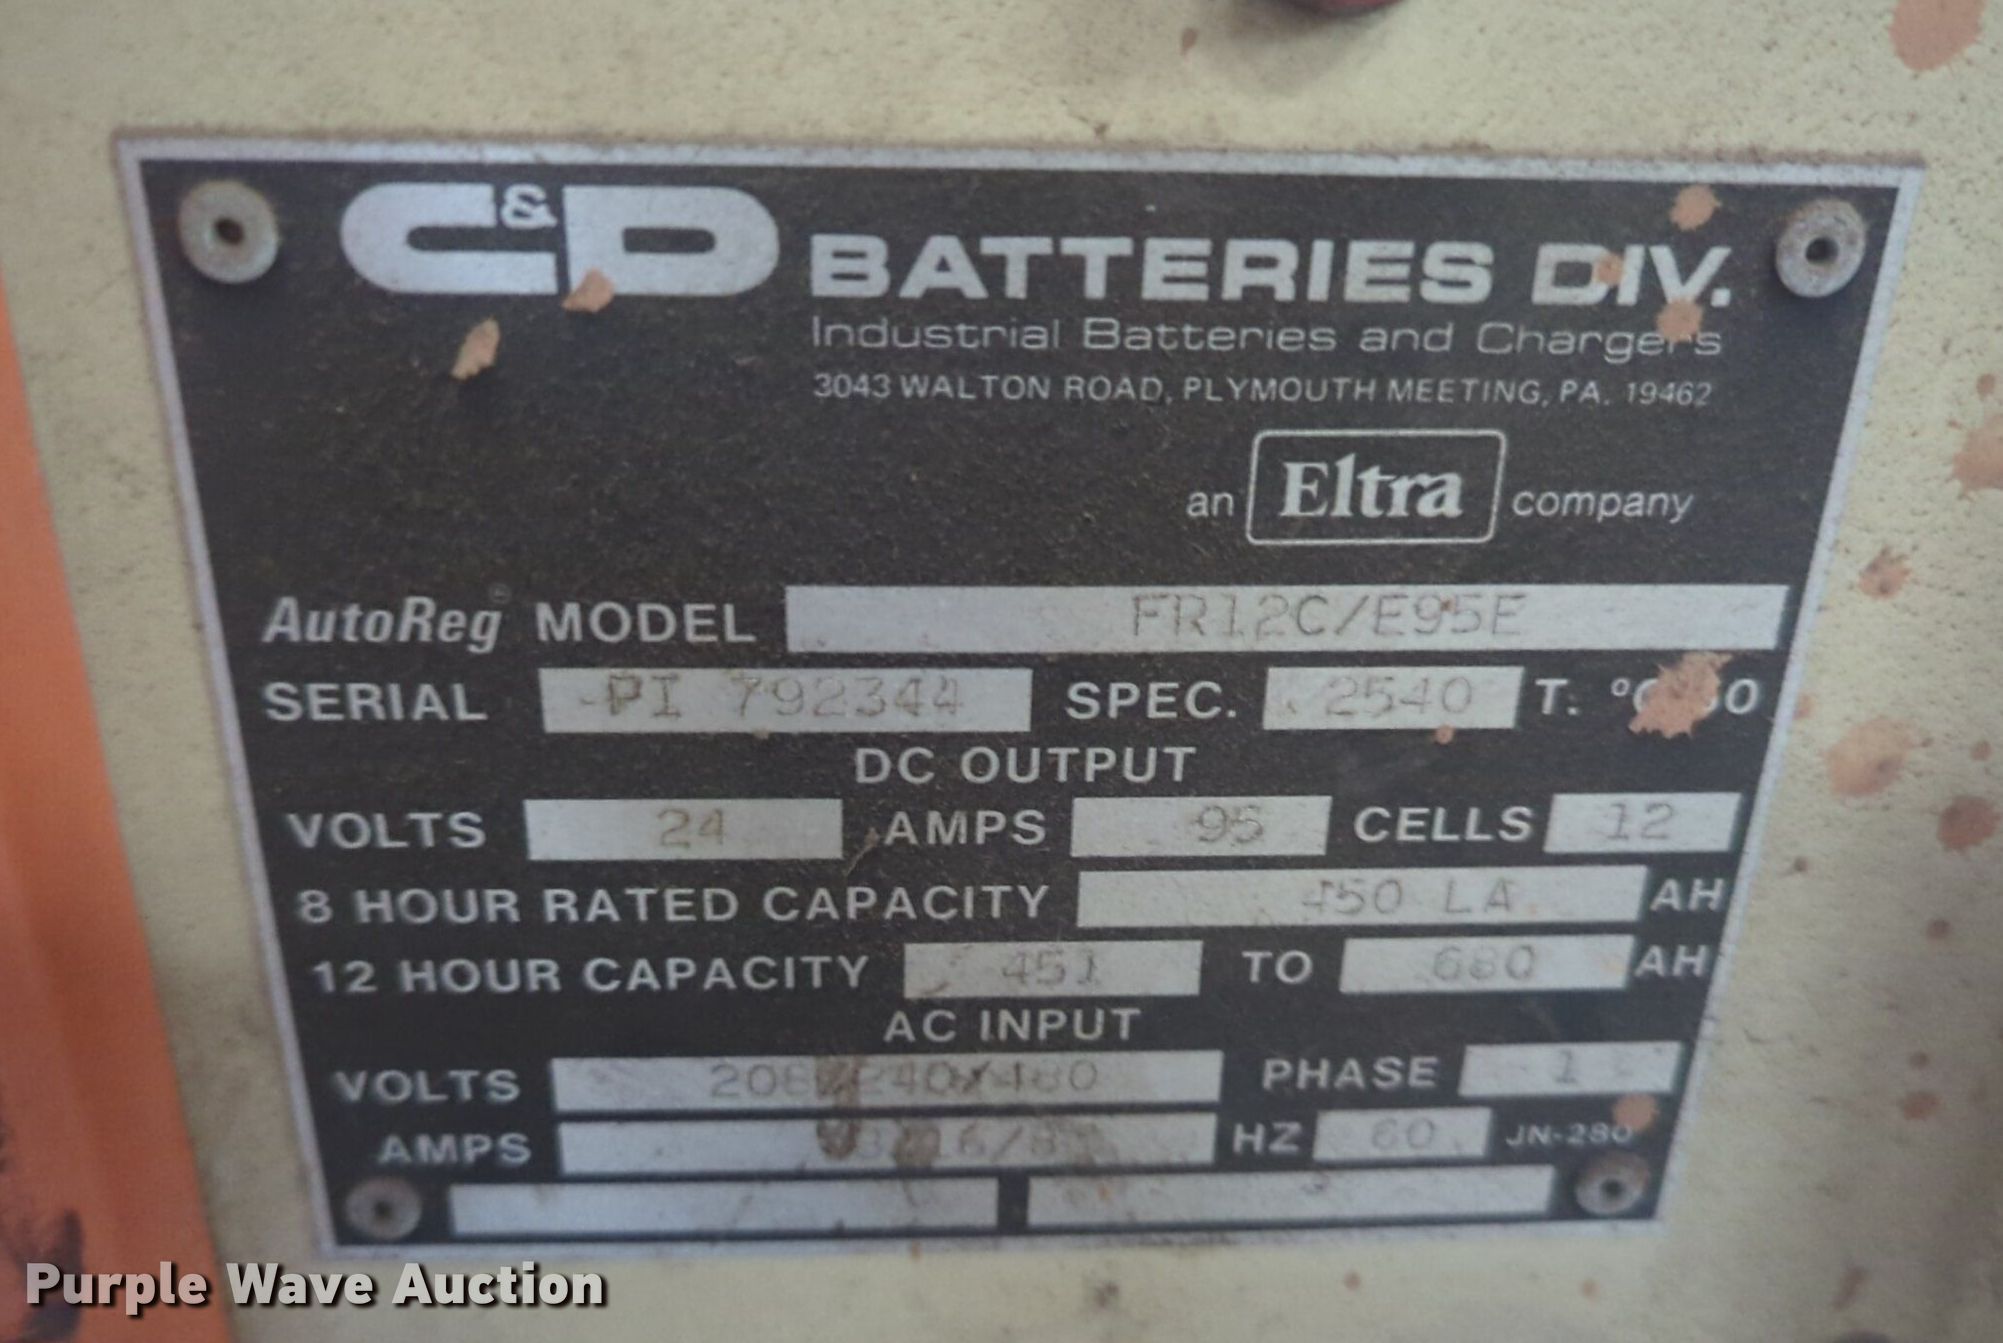 C&D BATTERIES DIV.
Industrial Batteries and Chargers
3043 WALTON ROAD, PLYMOUTH MEETING, PA. 19462
an Eltra company
AutoReg® MODEL FR12C/E95E
SERIAL PI 792344 SPEC. 2540 T.
DC OUTPUT
VOLTS 24 AMPS 95 CELLS 12
8 HOUR RATED CAPACITY 450 LA AH
12 HOUR CAPACITY 451 TO 680 AH
AC INPUT
VOLTS 208/240/480 PHASE 1
AMPS HZ 60 JN-280
Purple Wave Auction